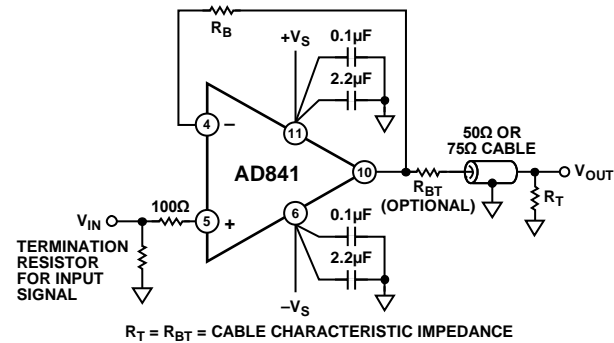 R_B
+V_S
0.1µF
2.2µF
4
–
11
50Ω OR
75Ω CABLE
AD841
10
V_OUT
R_BT
(OPTIONAL)
R_T
100Ω
V_IN
5
+
6
0.1µF
2.2µF
TERMINATION
RESISTOR
FOR INPUT
SIGNAL
–V_S
R_T = R_BT = CABLE CHARACTERISTIC IMPEDANCE